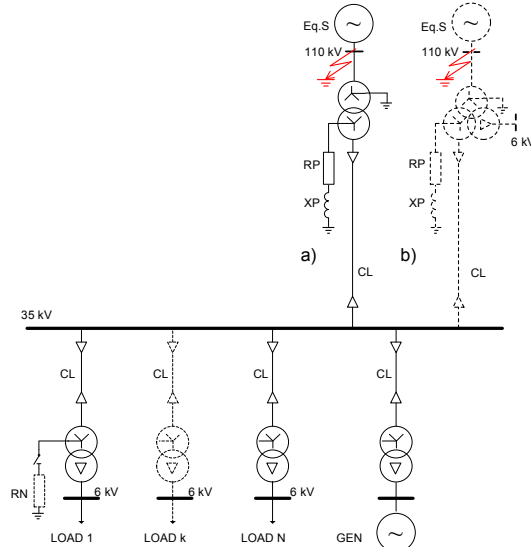 Eq.S
Eq.S
110 kV
110 kV
6 kV
RP
RP
XP
XP
a)
b)
CL
CL
35 kV
CL
CL
CL
CL
RN
6 kV
6 kV
6 kV
LOAD 1
LOAD k
LOAD N
GEN